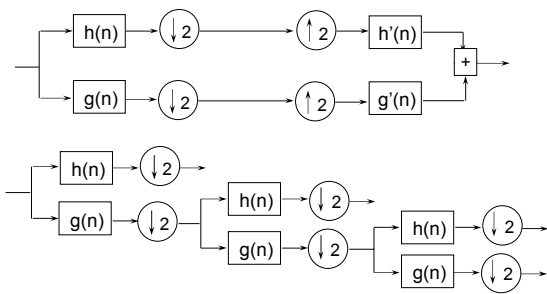 h(n) ↓ 2 ↑ 2 h'(n)
+
g(n) ↓ 2 ↑ 2 g'(n)
h(n) ↓ 2
g(n) ↓ 2
h(n) ↓ 2
g(n) ↓ 2
h(n) ↓ 2
g(n) ↓ 2